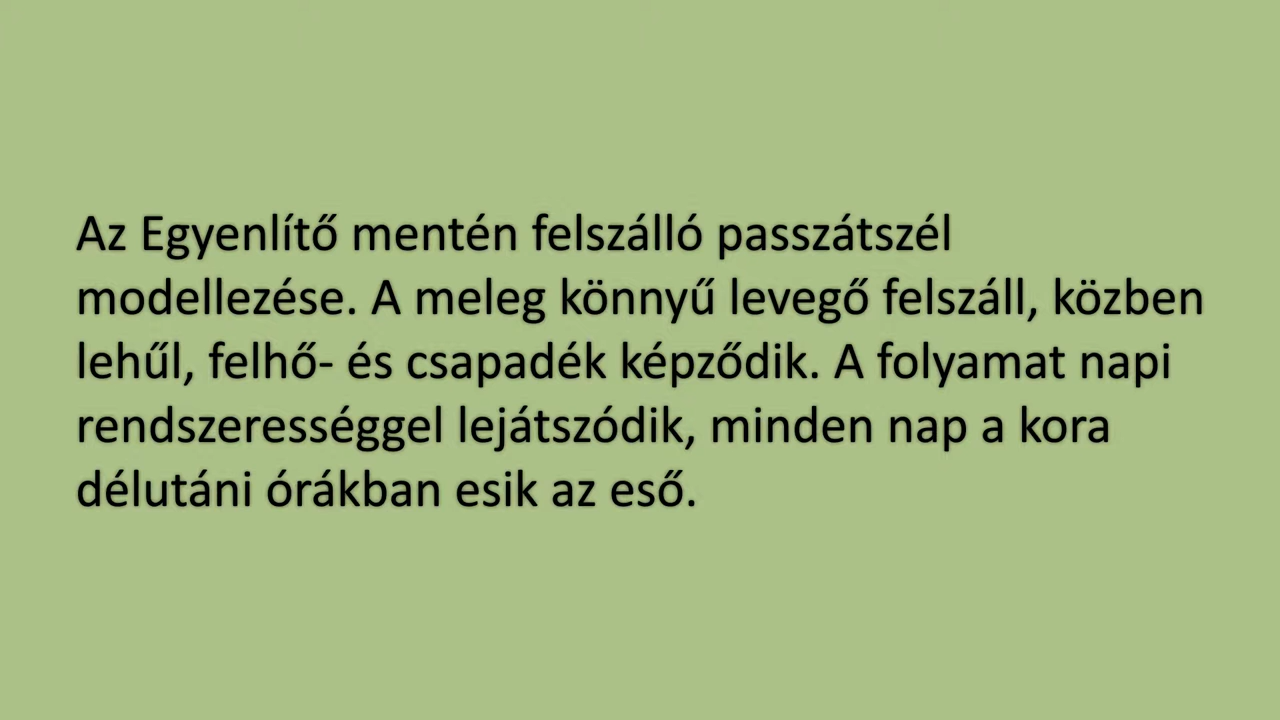 Az Egyenlítő mentén felszálló passzátszél
modellezése. A meleg könnyű levegő felszáll, közben
lehűl, felhő- és csapadék képződik. A folyamat napi
rendszerességgel lejátszódik, minden nap a kora
délutáni órákban esik az eső.